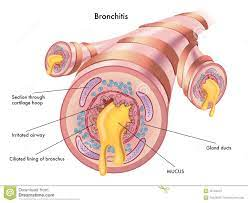 Bronchitis
Section through
cartilage hoop
Irritated airway
Ciliated lining of bronchus
Gland ducts
MUCUS